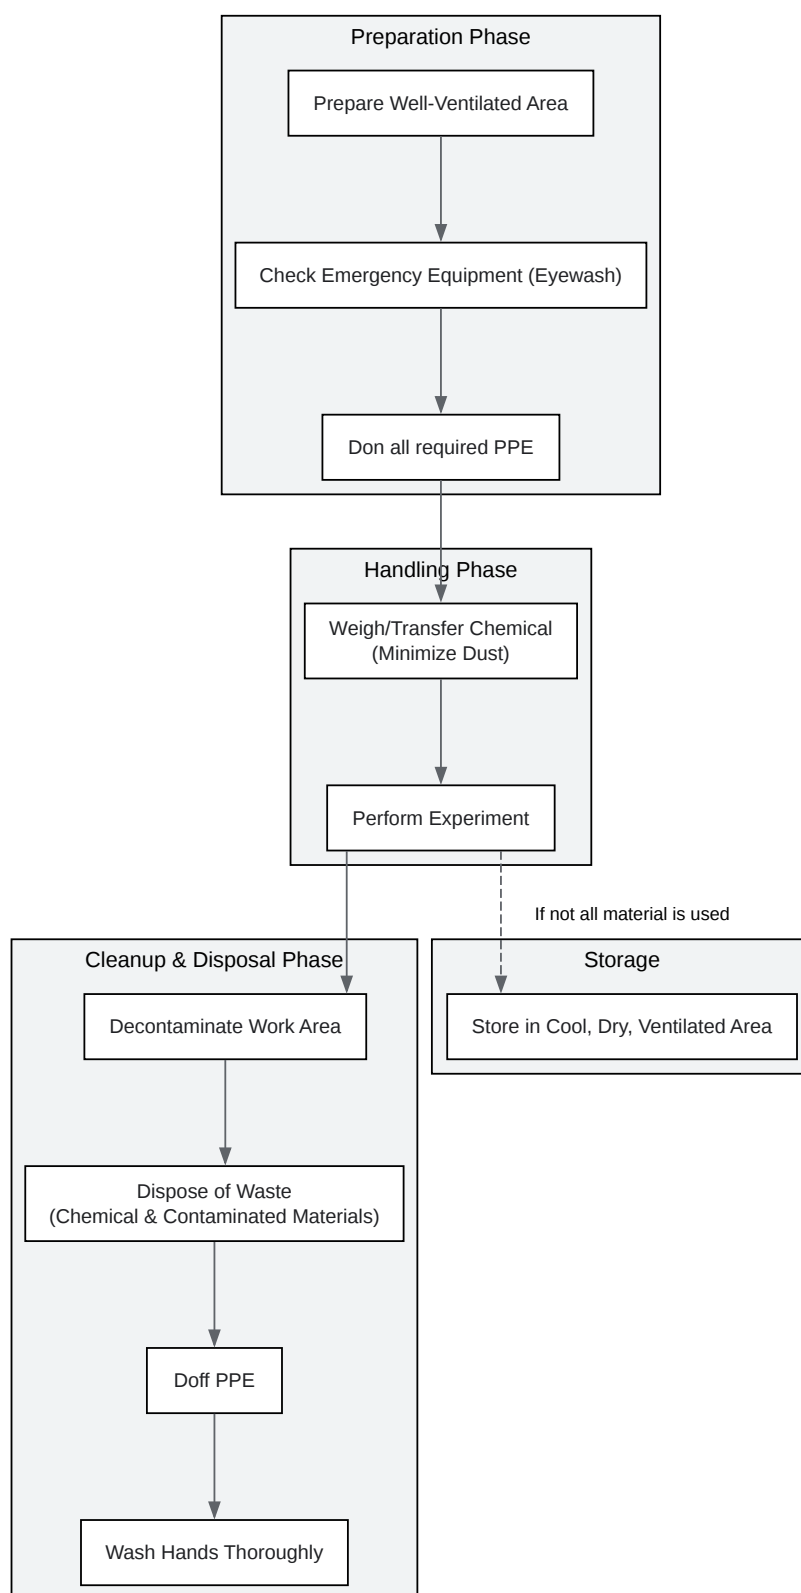 Preparation Phase
Prepare Well-Ventilated Area
Check Emergency Equipment (Eyewash)
Don all required PPE
Handling Phase
Weigh/Transfer Chemical
(Minimize Dust)
Perform Experiment
If not all material is used
Cleanup & Disposal Phase
Decontaminate Work Area
Dispose of Waste
(Chemical & Contaminated Materials)
Doff PPE
Wash Hands Thoroughly
Storage
Store in Cool, Dry, Ventilated Area